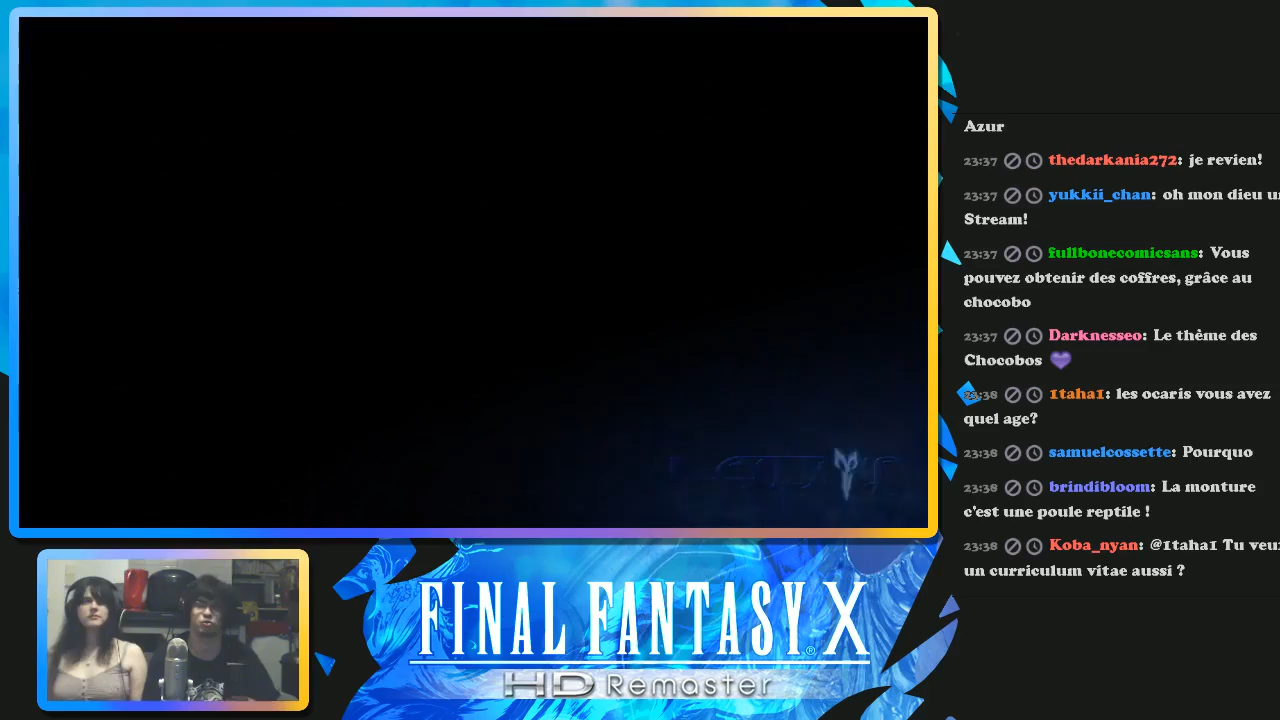 Azur
23:37 thedarkania272: je revien!
23:37 yukkii_chan: oh mon dieu un
Stream!
23:37 fullbonecomicsans: Vous
pouvez obtenir des coffres, grâce au
chocobo
23:37 Darknesseo: Le thême des
Chocobos
23:38 1taha1: les ocaris vous avez
quel age?
23:38 samuelcossette: Pourquo
23:38 brindibloom: La monture
c'est une poule reptile !
23:38 Koba_nyan: @1taha1 Tu veux
un curriculum vitae aussi ?
FINAL FANTASY® X
HD Remaster